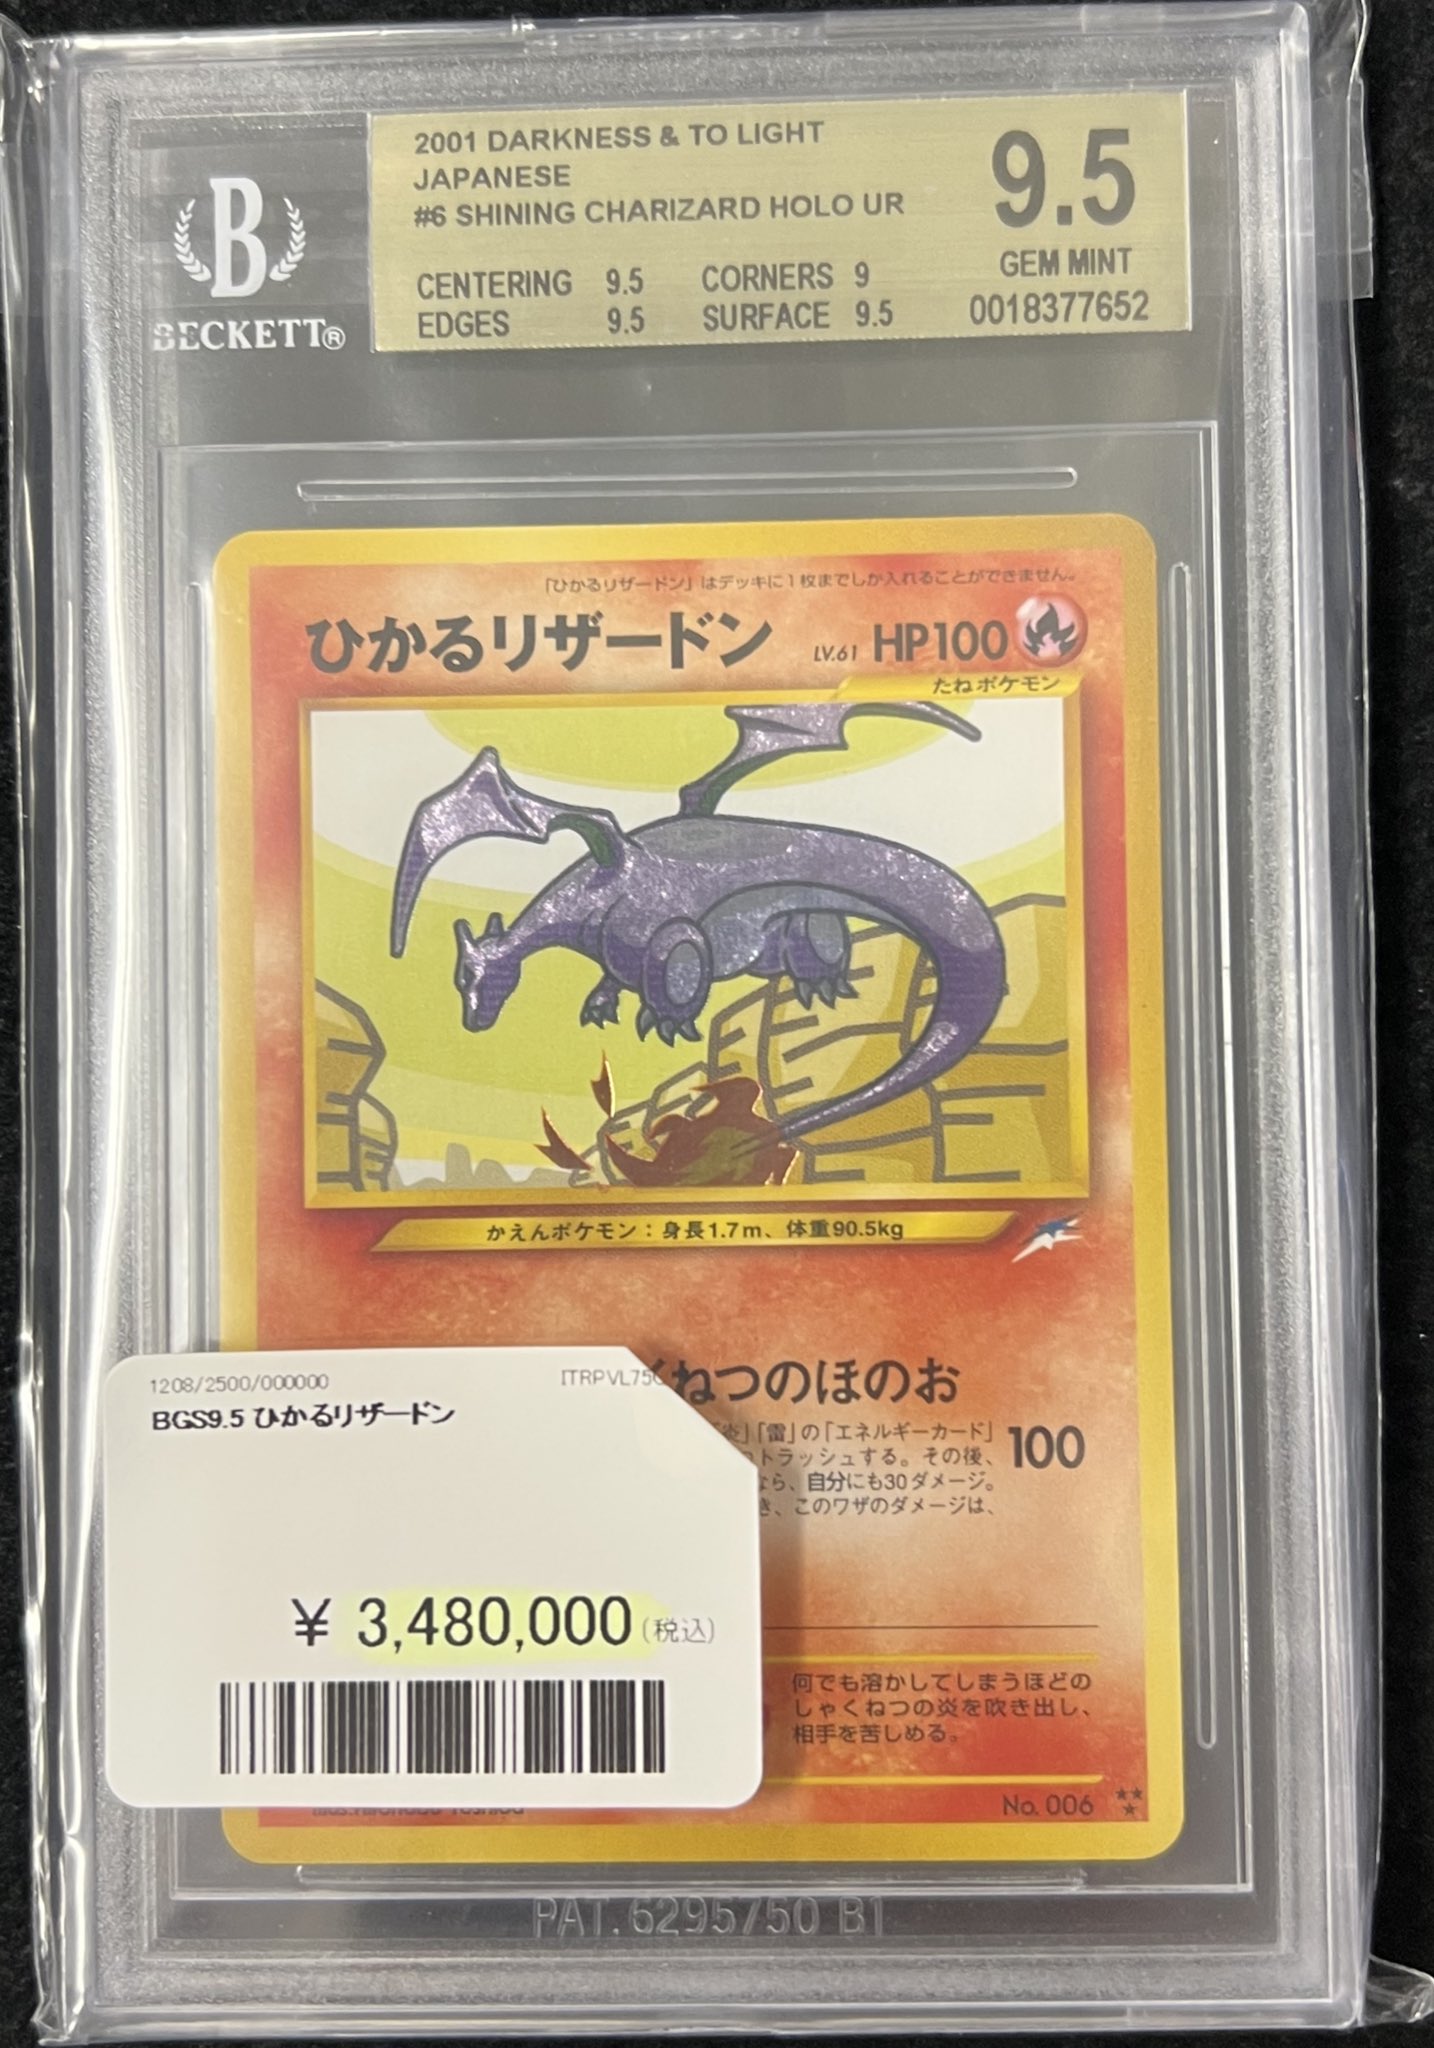 2001 DARKNESS & TO LIGHT
JAPANESE
#6 SHINING CHARIZARD HOLO UR
9.5
GEM MINT
CENTERING 9.5 CORNERS 9
EDGES 9.5 SURFACE 9.5
0018377652
B
BECKETT®
「ひかるリザードン」はデッキに1枚までしか入れることができません。
ひかるリザードン LV.61 HP100
たねポケモン
かえんポケモン：身長1.7m、体重90.5kg
くねつのほのお
「炎」「雷」の「エネルギーカード」
トラッシュする。その後、
なら、自分にも30ダメージ。
き、このワザのダメージは、
100
1208/2500/000000 ITRPVL75
BGS9.5 ひかるリザードン
¥ 3,480,000(税込)
何でも溶かしてしまうほどの
しゃくねつの炎を吹き出し、
相手を苦しめる。
No. 006
PAT.6295750 B1